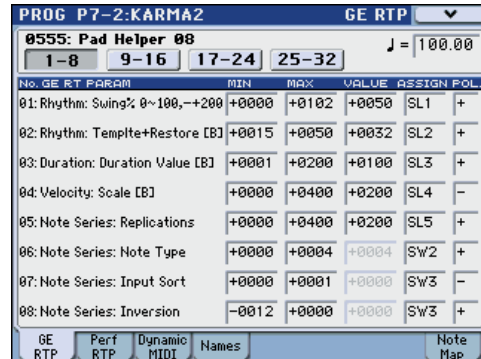 PROG P7-2:KARMA2 GE RTP
0555: Pad Helper 08 ♩= 100.00
1-8 9-16 17-24 25-32
No. GE RT PARAM MIN MAX VALUE ASSIGN POL.
01: Rhythm: Swing% 0~100,-+200 +0000 +0102 +0050 SL1 +
02: Rhythm: Templte+Restore [B] +0015 +0050 +0032 SL2 +
03: Duration: Duration Value [B] +0001 +0200 +0100 SL3 +
04: Velocity: Scale [B] +0000 +0400 +0200 SL4 -
05: Note Series: Replications +0000 +0400 +0200 SL5 +
06: Note Series: Note Type +0000 +0004 +0004 SW2 +
07: Note Series: Input Sort +0000 +0001 +0000 SW3 -
08: Note Series: Inversion -0012 +0000 +0000 SW3 +
GE RTP Perf RTP Dynamic MIDI Names Note Map